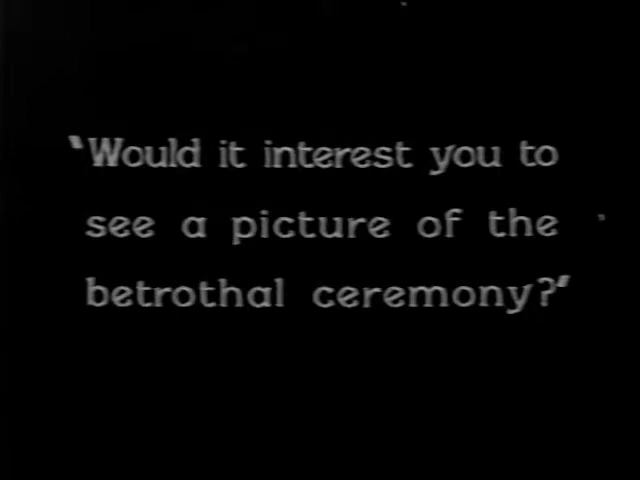 "Would it interest you to
see a picture of the
betrothal ceremony?"